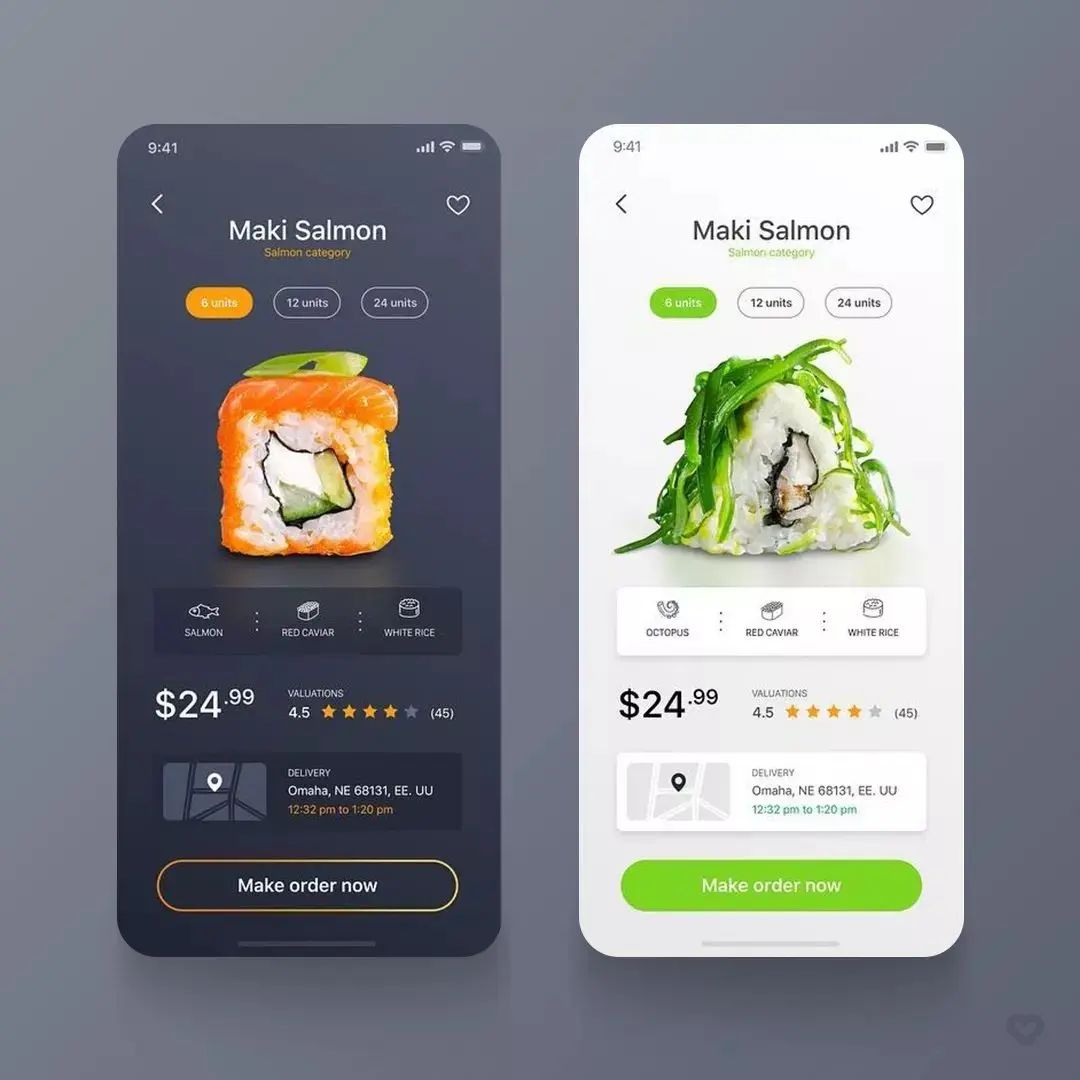 9:41
Maki Salmon
Salmon category
6 units 12 units 24 units
SALMON RED CAVIAR WHITE RICE
$24.99
VALUATIONS
4.5 (45)
DELIVERY
Omaha, NE 68131, EE. UU
12:32 pm to 1:20 pm
Make order now
9:41
Maki Salmon
Salmon category
6 units 12 units 24 units
OCTOPUS RED CAVIAR WHITE RICE
$24.99
VALUATIONS
4.5 (45)
DELIVERY
Omaha, NE 68131, EE. UU
12:32 pm to 1:20 pm
Make order now